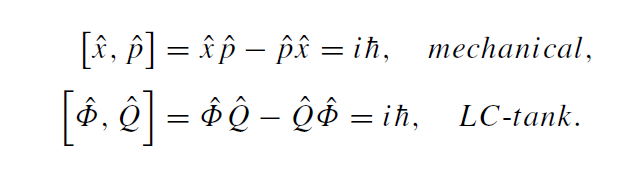 [x̂, p̂] = x̂p̂ − p̂x̂ = iℏ, mechanical,
[Φ̂, Q̂] = Φ̂Q̂ − Q̂Φ̂ = iℏ, LC-tank.